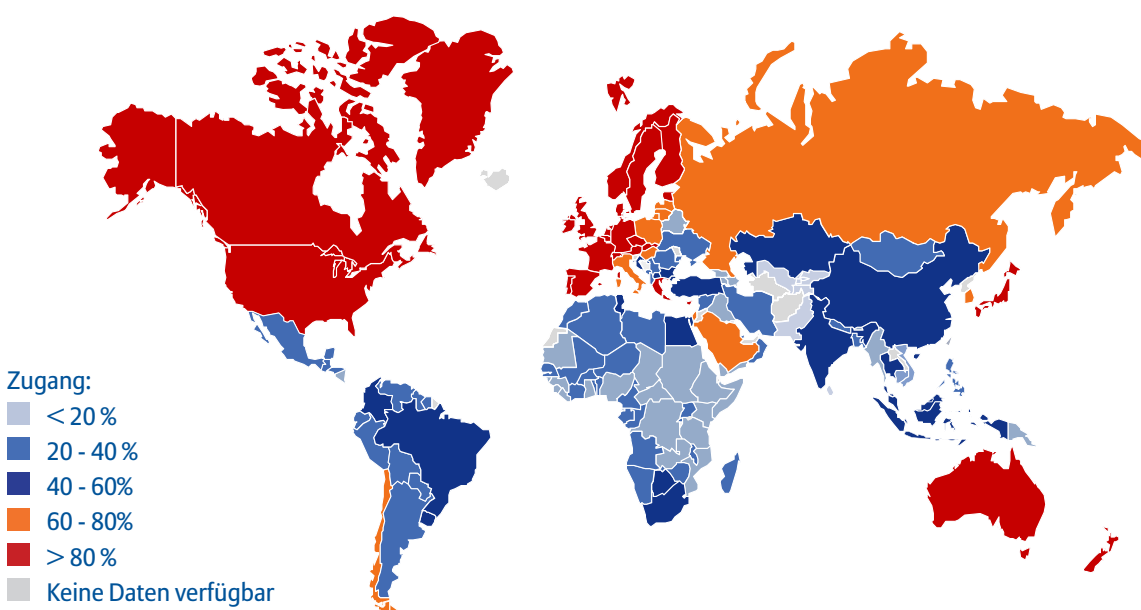 Zugang:
< 20 %
20 - 40 %
40 - 60%
60 - 80%
> 80 %
Keine Daten verfügbar